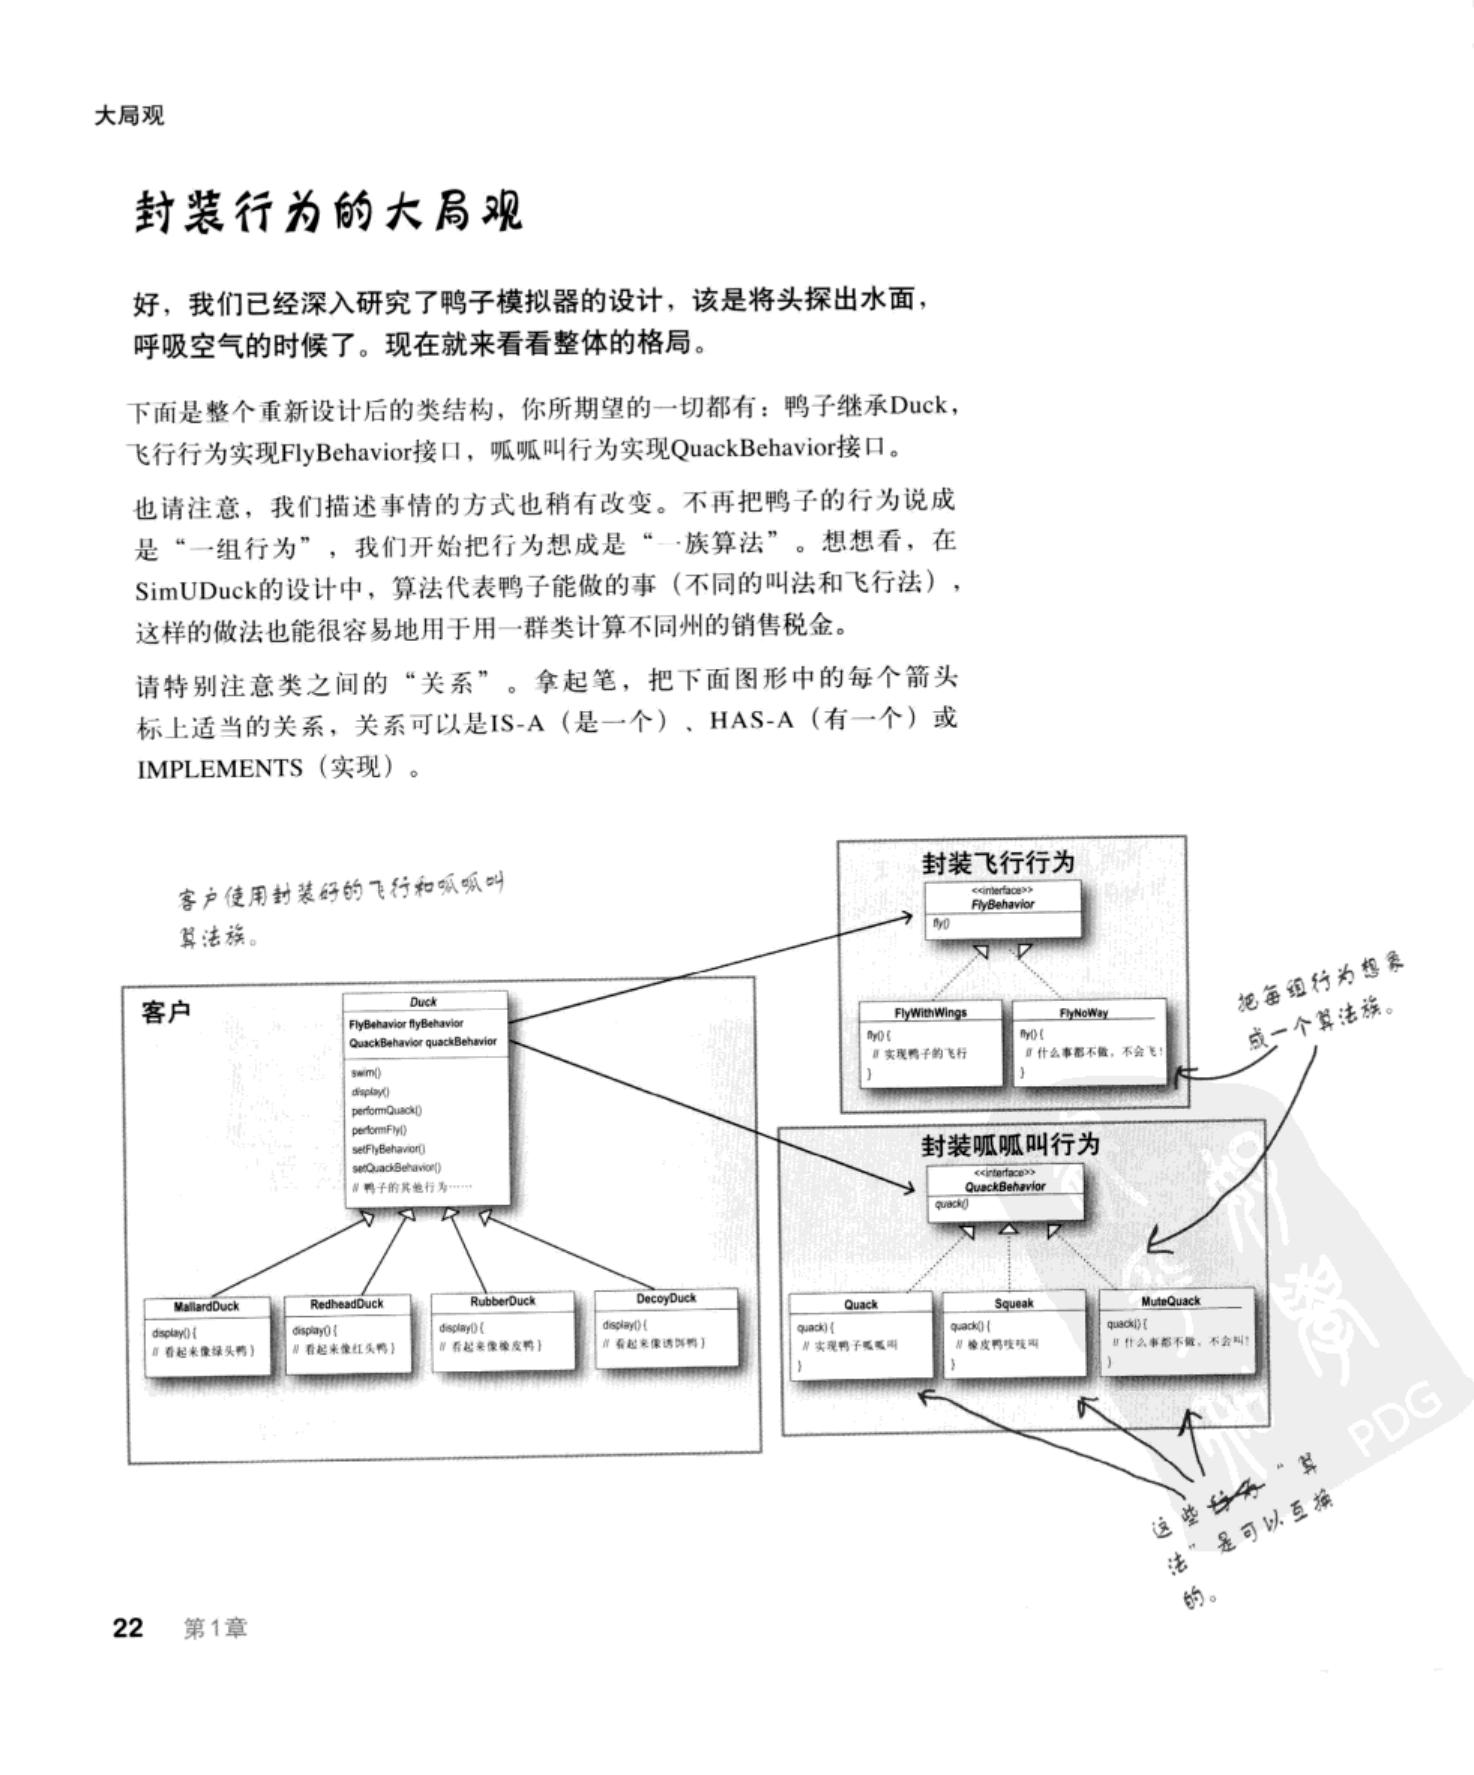 大局观
封装行为的大局观
好，我们已经深入研究了鸭子模拟器的设计，该是将头探出水面，
呼吸空气的时候了。现在就来看看整体的格局。
下面是整个重新设计后的类结构，你所期望的一切都有：鸭子继承Duck，
飞行行为实现FlyBehavior接口，呱呱叫行为实现QuackBehavior接口。
也请注意，我们描述事情的方式也稍有改变。不再把鸭子的行为说成
是“一组行为”，我们开始把行为想成是“一族算法”。想想看，在
SimUDuck的设计中，算法代表鸭子能做的事（不同的叫法和飞行法），
这样的做法也能很容易地用于用一群类计算不同州的销售税金。
请特别注意类之间的“关系”。拿起笔，把下面图形中的每个箭头
标上适当的关系，关系可以是IS-A（是一个）、HAS-A（有一个）或
IMPLEMENTS（实现）。
客户使用封装好的飞行和呱呱叫
算法族。
客户
Duck
FlyBehavior flyBehavior
QuackBehavior quackBehavior
swim()
display()
performQuack()
performFly()
setFlyBehavior()
setQuackBehavior()
// 鸭子的其他行为……
MallardDuck
display() {
// 看起来像绿头鸭 }
RedheadDuck
display() {
// 看起来像红头鸭 }
RubberDuck
display() {
// 看起来像橡皮鸭 }
DecoyDuck
display() {
// 看起来像诱饵鸭 }
封装飞行行为
<<interface>>
FlyBehavior
fly()
FlyWithWings
fly() {
// 实现鸭子的飞行
}
FlyNoWay
fly() {
// 什么事都不做，不会飞！
}
把每组行为想象
成一个算法族。
封装呱呱叫行为
<<interface>>
QuackBehavior
quack()
Quack
quack) {
// 实现鸭子呱呱叫
}
Squeak
quack() {
// 橡皮鸭吱吱叫
}
MuteQuack
quack() {
// 什么事都不做，不会叫！
}
这些行为“算
法”是可以互换
的。
PDG
22 第1章